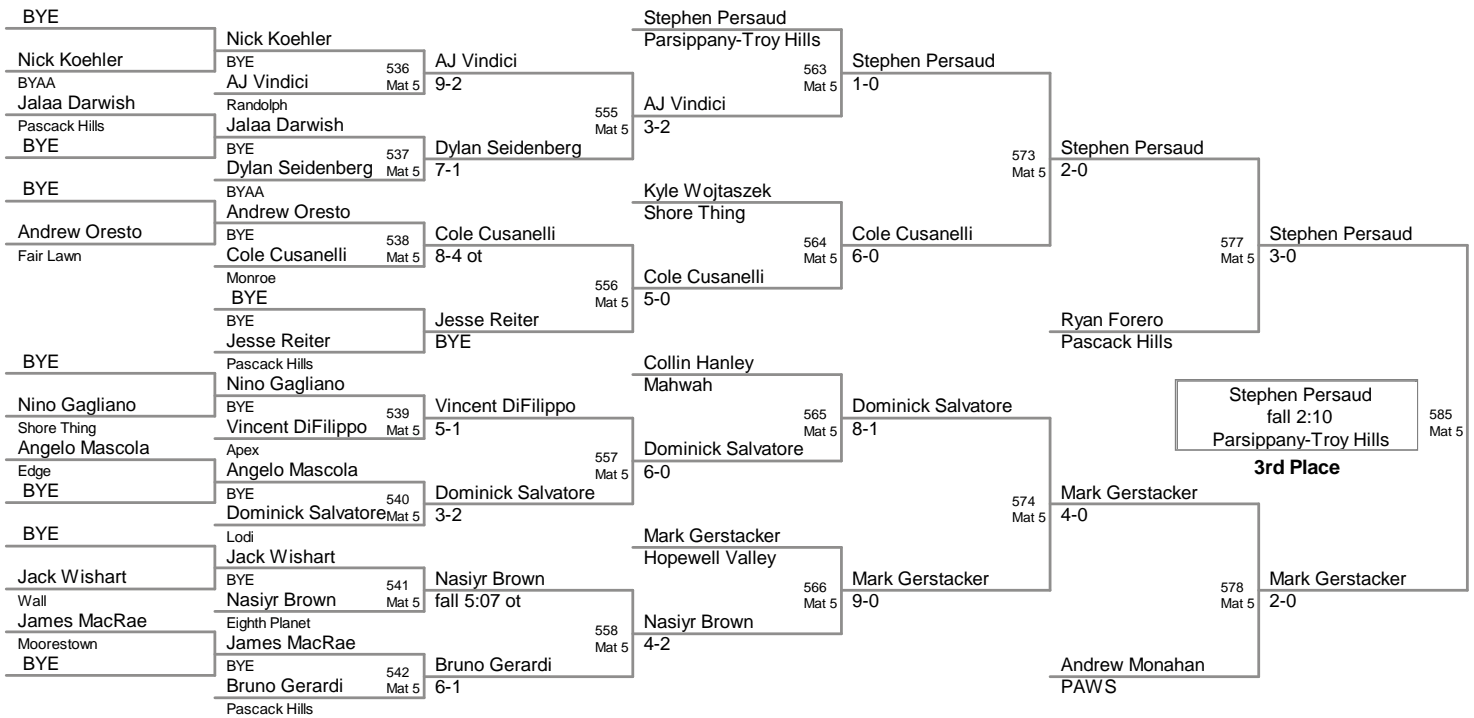 BYE
Nick Koehler
BYAA
Jalaa Darwish
Pascack Hills
BYE
BYE
Andrew Oresto
Fair Lawn
BYE
Nino Gagliano
Shore Thing
Angelo Mascola
Edge
BYE
BYE
Jack Wishart
Wall
James MacRae
Moorestown
BYE
Nick Koehler
BYE
536
AJ Vindici
Mat 5
Randolph
Jalaa Darwish
BYE
537
Dylan Seidenberg
Mat 5
BYAA
Andrew Oresto
BYE
538
Cole Cusanelli
Mat 5
Monroe
BYE
BYE
Jesse Reiter
Pascack Hills
Nino Gagliano
BYE
539
Vincent DiFilippo
Mat 5
Apex
Angelo Mascola
BYE
540
Dominick Salvatore
Mat 5
Lodi
Jack Wishart
BYE
541
Nasiyr Brown
Mat 5
Eighth Planet
James MacRae
BYE
542
Bruno Gerardi
Mat 5
Pascack Hills
AJ Vindici
9-2
555
Mat 5
Dylan Seidenberg
7-1
Cole Cusanelli
8-4 ot
556
Mat 5
Jesse Reiter
BYE
Vincent DiFilippo
5-1
557
Mat 5
Dominick Salvatore
3-2
Nasiyr Brown
fall 5:07 ot
558
Mat 5
Bruno Gerardi
6-1
Stephen Persaud
Parsippany-Troy Hills
563
Mat 5
AJ Vindici
3-2
Kyle Wojtaszek
Shore Thing
564
Mat 5
Cole Cusanelli
5-0
Collin Hanley
Mahwah
565
Mat 5
Dominick Salvatore
6-0
Mark Gerstacker
Hopewell Valley
566
Mat 5
Nasiyr Brown
4-2
Stephen Persaud
1-0
573
Mat 5
Cole Cusanelli
6-0
Dominick Salvatore
8-1
574
Mat 5
Mark Gerstacker
9-0
Stephen Persaud
2-0
577
Mat 5
Ryan Forero
Pascack Hills
Mark Gerstacker
4-0
578
Mat 5
Andrew Monahan
PAWS
Stephen Persaud
3-0
Stephen Persaud
fall 2:10
Parsippany-Troy Hills
3rd Place
585
Mat 5
Mark Gerstacker
2-0